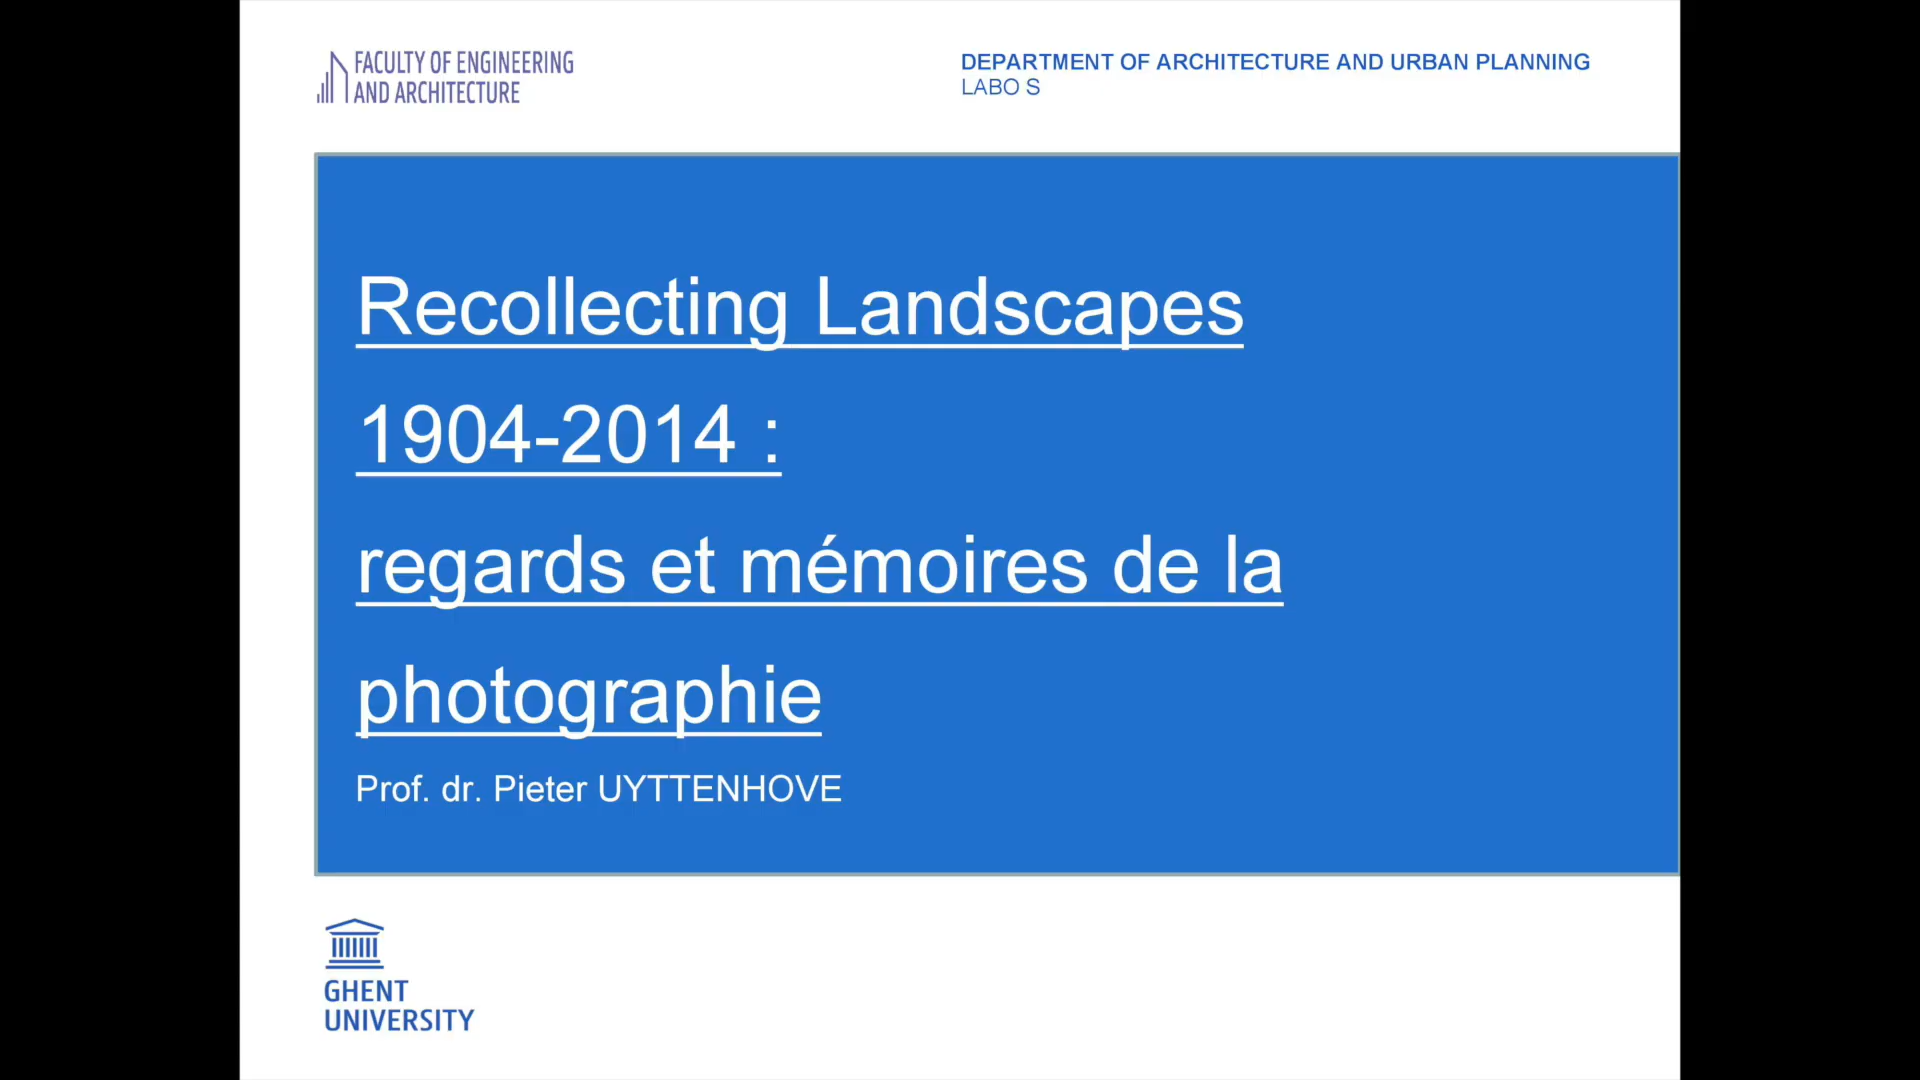 FACULTY OF ENGINEERING
AND ARCHITECTURE
DEPARTMENT OF ARCHITECTURE AND URBAN PLANNING
LABO S
Recollecting Landscapes
1904-2014 :
regards et mémoires de la
photographie
Prof. dr. Pieter UYTTENHOVE
GHENT
UNIVERSITY